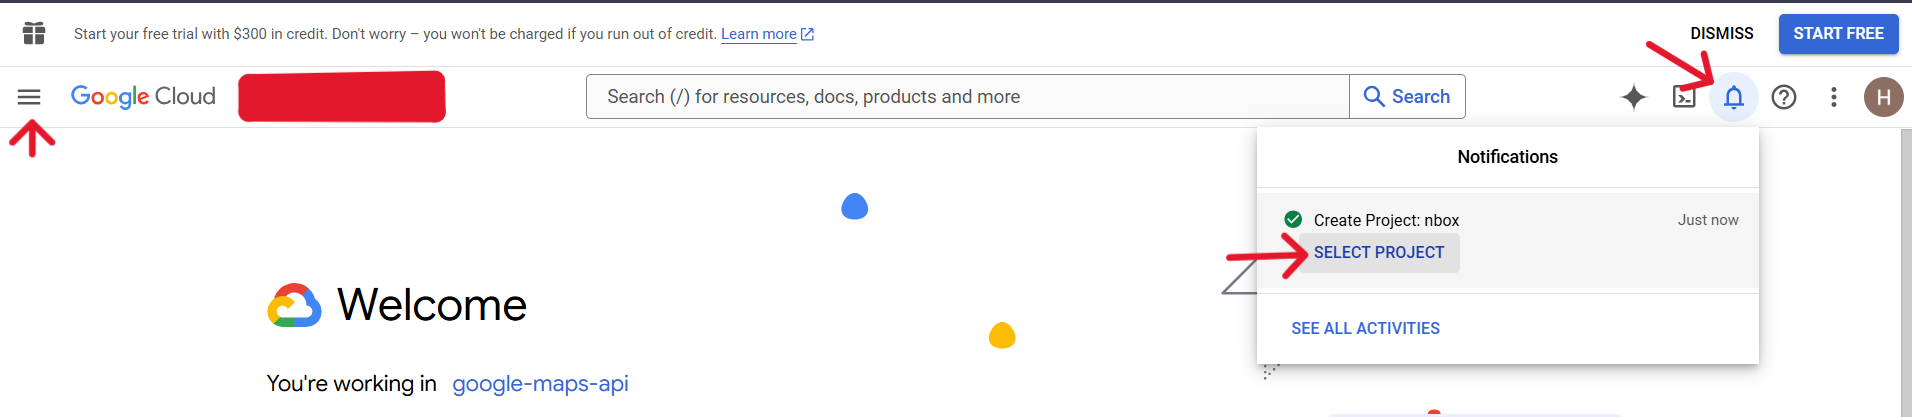 Start your free trial with $300 in credit. Don't worry – you won't be charged if you run out of credit. Learn more
DISMISS
START FREE
Google Cloud
Search (/) for resources, docs, products and more
Search
H
Notifications
Create Project: nbox
Just now
SELECT PROJECT
SEE ALL ACTIVITIES
Welcome
You're working in google-maps-api